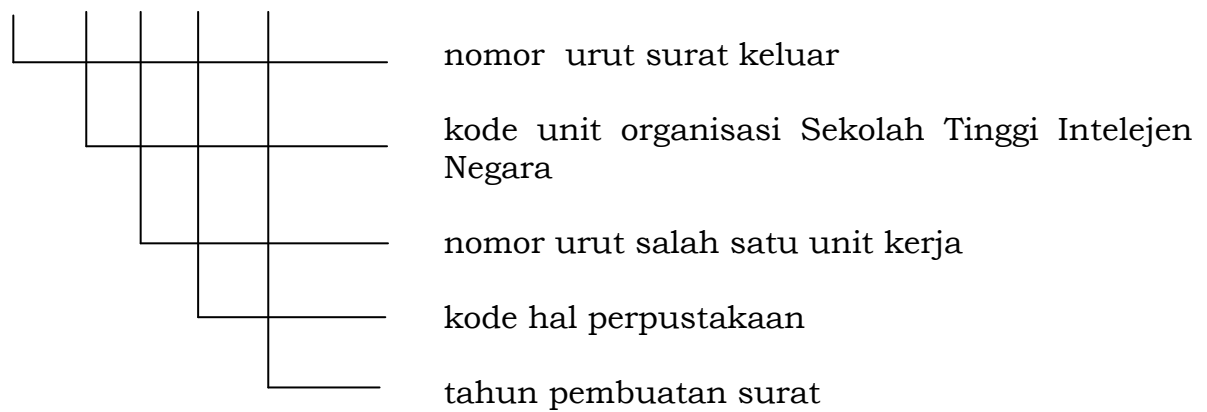 nomor urut surat keluar
kode unit organisasi Sekolah Tinggi Intelejen
Negara
nomor urut salah satu unit kerja
kode hal perpustakaan
tahun pembuatan surat